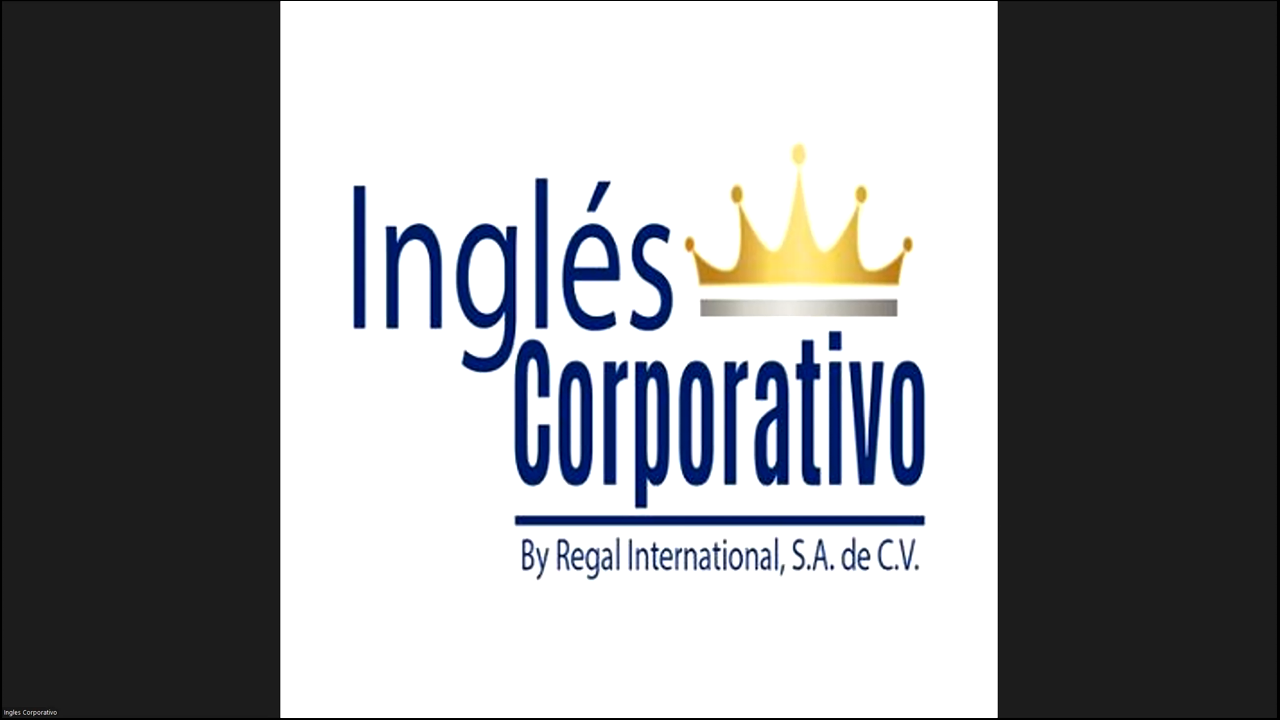 Inglés
Corporativo
By Regal International, S.A. de C.V.
Ingles Corporativo